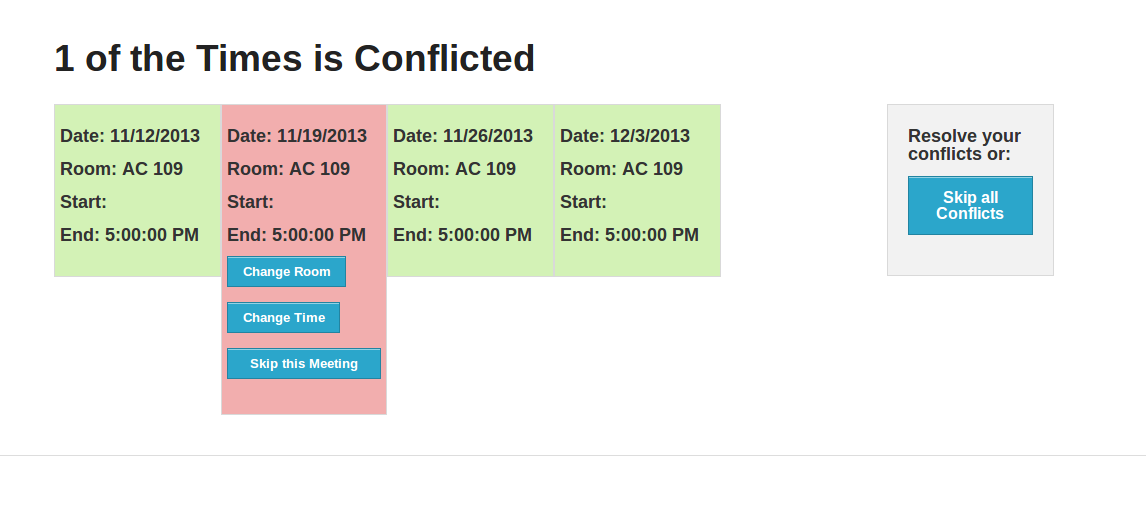 1 of the Times is Conflicted
Date: 11/12/2013
Room: AC 109
Start:
End: 5:00:00 PM
Date: 11/19/2013
Room: AC 109
Start:
End: 5:00:00 PM
Change Room
Change Time
Skip this Meeting
Date: 11/26/2013
Room: AC 109
Start:
End: 5:00:00 PM
Date: 12/3/2013
Room: AC 109
Start:
End: 5:00:00 PM
Resolve your
conflicts or:
Skip all
Conflicts